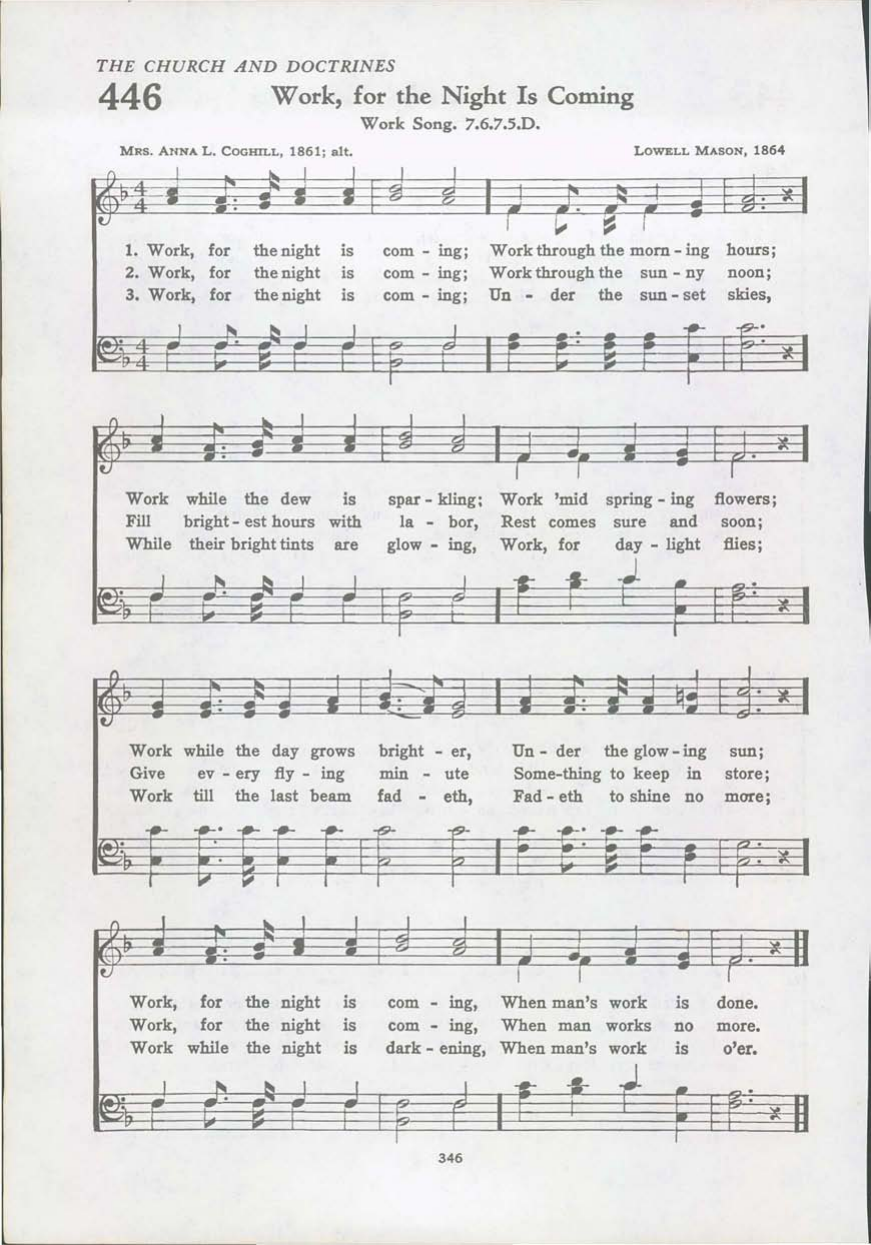 THE CHURCH AND DOCTRINES
446 Work, for the Night Is Coming
Work Song. 7.6.7.5.D.
Mrs. Anna L. Coghill, 1861; alt. Lowell Mason, 1864
1. Work, for the night is com - ing; Work through the morn - ing hours;
2. Work, for the night is com - ing; Work through the sun - ny noon;
3. Work, for the night is com - ing; Un - der the sun - set skies,
Work while the dew is spar - kling; Work 'mid spring - ing flowers;
Fill bright - est hours with la - bor, Rest comes sure and soon;
While their bright tints are glow - ing, Work, for day - light flies;
Work while the day grows bright - er, Un - der the glow - ing sun;
Give ev - ery fly - ing min - ute Some-thing to keep in store;
Work till the last beam fad - eth, Fad - eth to shine no more;
Work, for the night is com - ing, When man's work is done.
Work, for the night is com - ing, When man works no more.
Work while the night is dark - ening, When man's work is o'er.
346